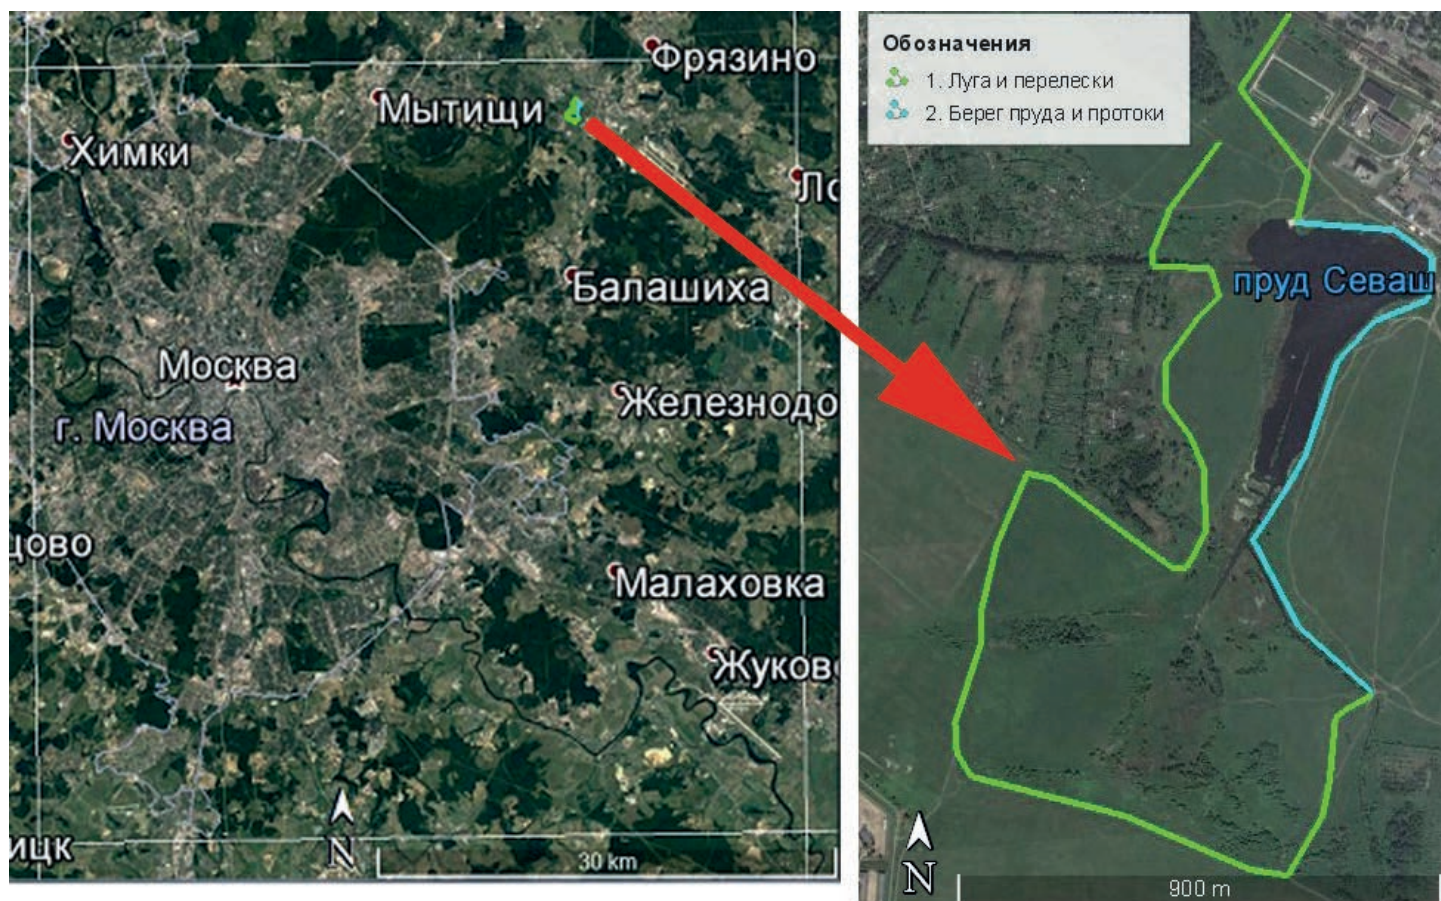 Фрязино
Мытищи
Химки
Ло
Балашиха
Москва
г. Москва
Железнодо
цово
Малаховка
Жуков
ицк
N
30 km
Обозначения
1. Луга и перелески
2. Берег пруда и протоки
пруд Севаш
N
900 m